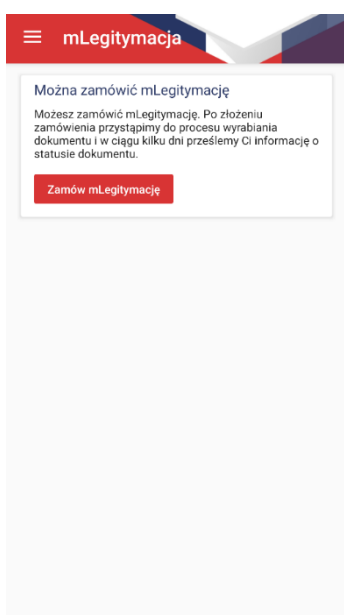 mLegitymacja
Można zamówić mLegitymację
Możesz zamówić mLegitymację. Po złożeniu
zamówienia przystąpimy do procesu wyrabiania
dokumentu i w ciągu kilku dni prześlemy Ci informację o
statusie dokumentu.
Zamów mLegitymację